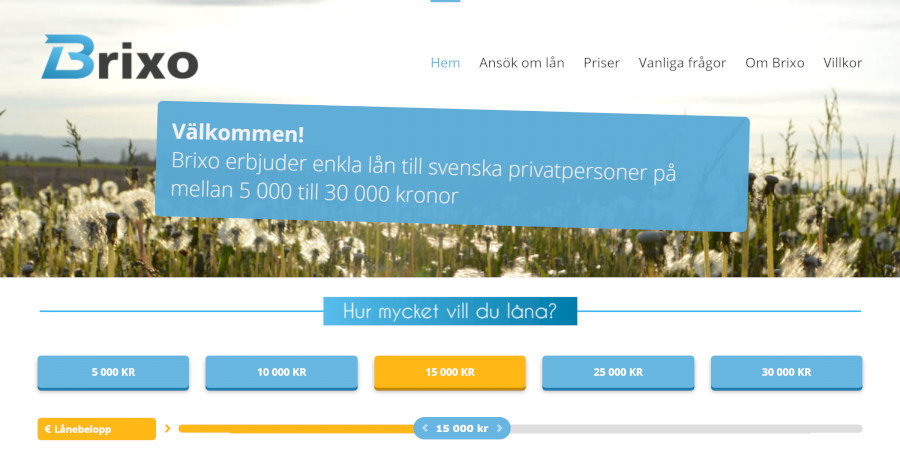 Brixo
Hem Ansök om lån Priser Vanliga frågor Om Brixo Villkor
Välkommen!
Brixo erbjuder enkla lån till svenska privatpersoner på
mellan 5 000 till 30 000 kronor
Hur mycket vill du låna?
5 000 KR 10 000 KR 15 000 KR 25 000 KR 30 000 KR
€ Lånebelopp 15 000 kr